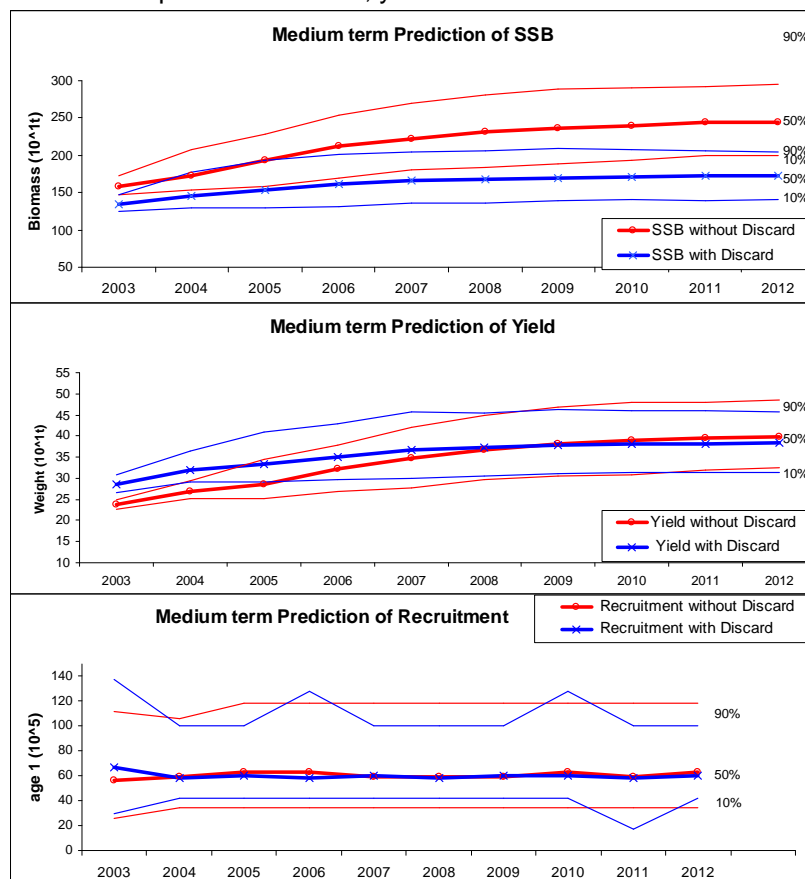 Medium term Prediction of SSB
90%
300
250
50%
200
90%
10%
150
50%
10%
100
50
Biomass (10^1t)
SSB without Discard
SSB with Discard
2003 2004 2005 2006 2007 2008 2009 2010 2011 2012
Medium term Prediction of Yield
55
50
45
90%
40
50%
35
30
10%
25
20
15
10
Weight (10^1t)
Yield without Discard
Yield with Discard
2003 2004 2005 2006 2007 2008 2009 2010 2011 2012
Recruitment without Discard
Medium term Prediction of Recruitment
Recruitment with Discard
140
120
90%
100
80
60
50%
40
10%
20
0
age 1 (10^5)
2003 2004 2005 2006 2007 2008 2009 2010 2011 2012